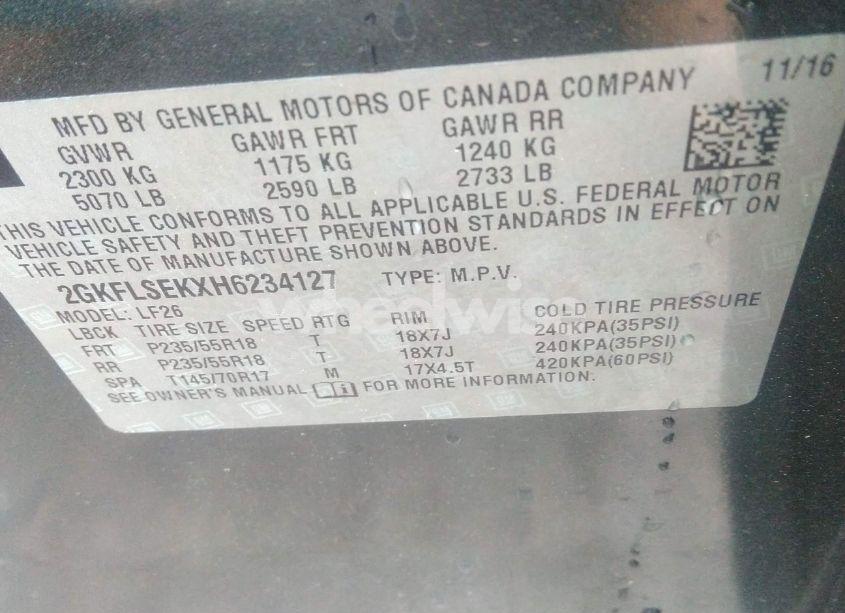 11/16
MFD BY GENERAL MOTORS OF CANADA COMPANY
GVWR GAWR FRT GAWR RR
2300 KG 1175 KG 1240 KG
5070 LB 2590 LB 2733 LB
THIS VEHICLE CONFORMS TO ALL APPLICABLE U.S. FEDERAL MOTOR
VEHICLE SAFETY AND THEFT PREVENTION STANDARDS IN EFFECT ON
THE DATE OF MANUFACTURE SHOWN ABOVE.
2GKFLSEKXH6234127 TYPE: M.P.V.
MODEL: LF26
LBCK TIRE SIZE SPEED RTG RIM COLD TIRE PRESSURE
FRT P235/55R18 T 18X7J 240KPA(35PSI)
RR P235/55R18 T 18X7J 240KPA(35PSI)
SPA T145/70R17 M 17X4.5T 420KPA(60PSI)
SEE OWNER'S MANUAL FOR MORE INFORMATION.
wheelwise